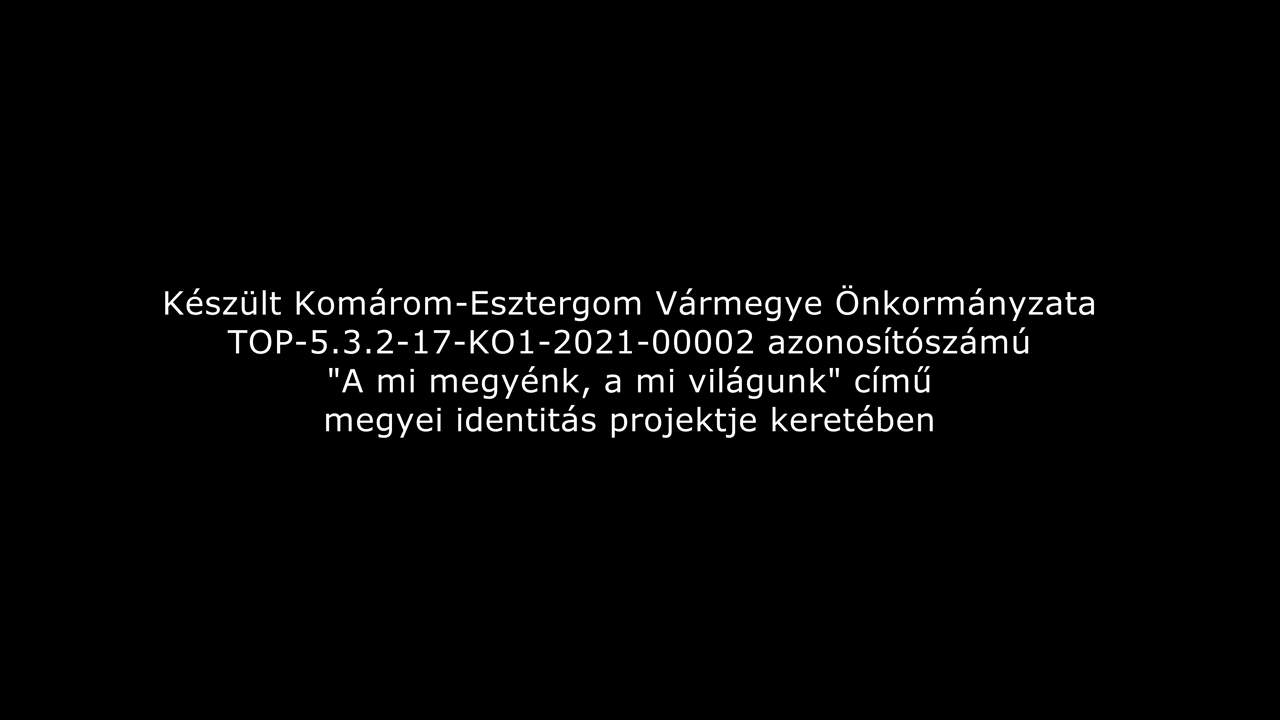 Készült Komárom-Esztergom Vármegye Önkormányzata
TOP-5.3.2-17-KO1-2021-00002 azonosítószámú
"A mi megyénk, a mi világunk" című
megyei identitás projektje keretében